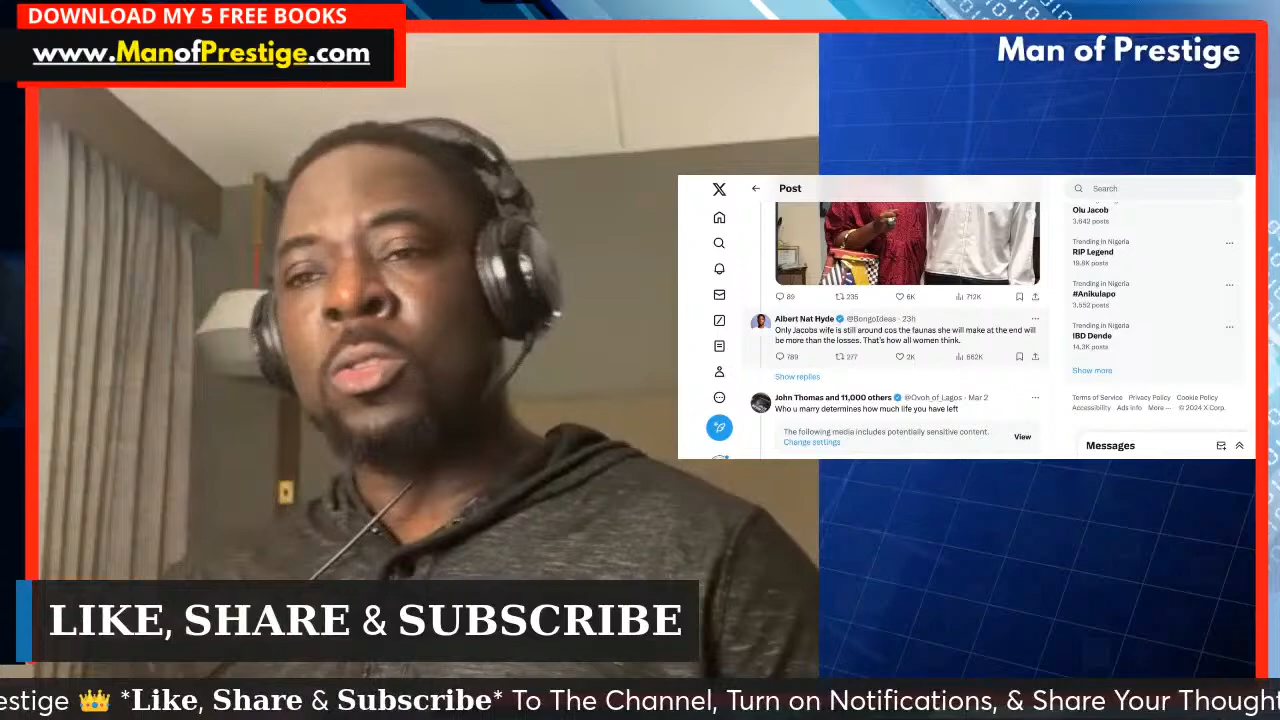 DOWNLOAD MY 5 FREE BOOKS
www.ManofPrestige.com
Man of Prestige
Post
Search
Olu Jacob
3,642 posts
Trending in Nigeria
RIP Legend
19.8K posts
Trending in Nigeria
#Anikulapo
3,552 posts
Trending in Nigeria
IBD Dende
14.3K posts
Show more
Terms of Service Privacy Policy Cookie Policy
Accessibility Ads info More ··· © 2024 X Corp.
Messages
89 235 6K 712K
Albert Nat Hyde @BongoIdeas · 23h
Only Jacobs wife is still around cos the faunas she will make at the end will
be more than the losses. That's how all women think.
789 277 2K 662K
Show replies
John Thomas and 11,000 others @Ovoh_of_Lagos · Mar 2
Who u marry determines how much life you have left
The following media includes potentially sensitive content.
Change settings
View
LIKE, SHARE & SUBSCRIBE
estige 👑 *Like, Share & Subscribe* To The Channel, Turn on Notifications, & Share Your Though